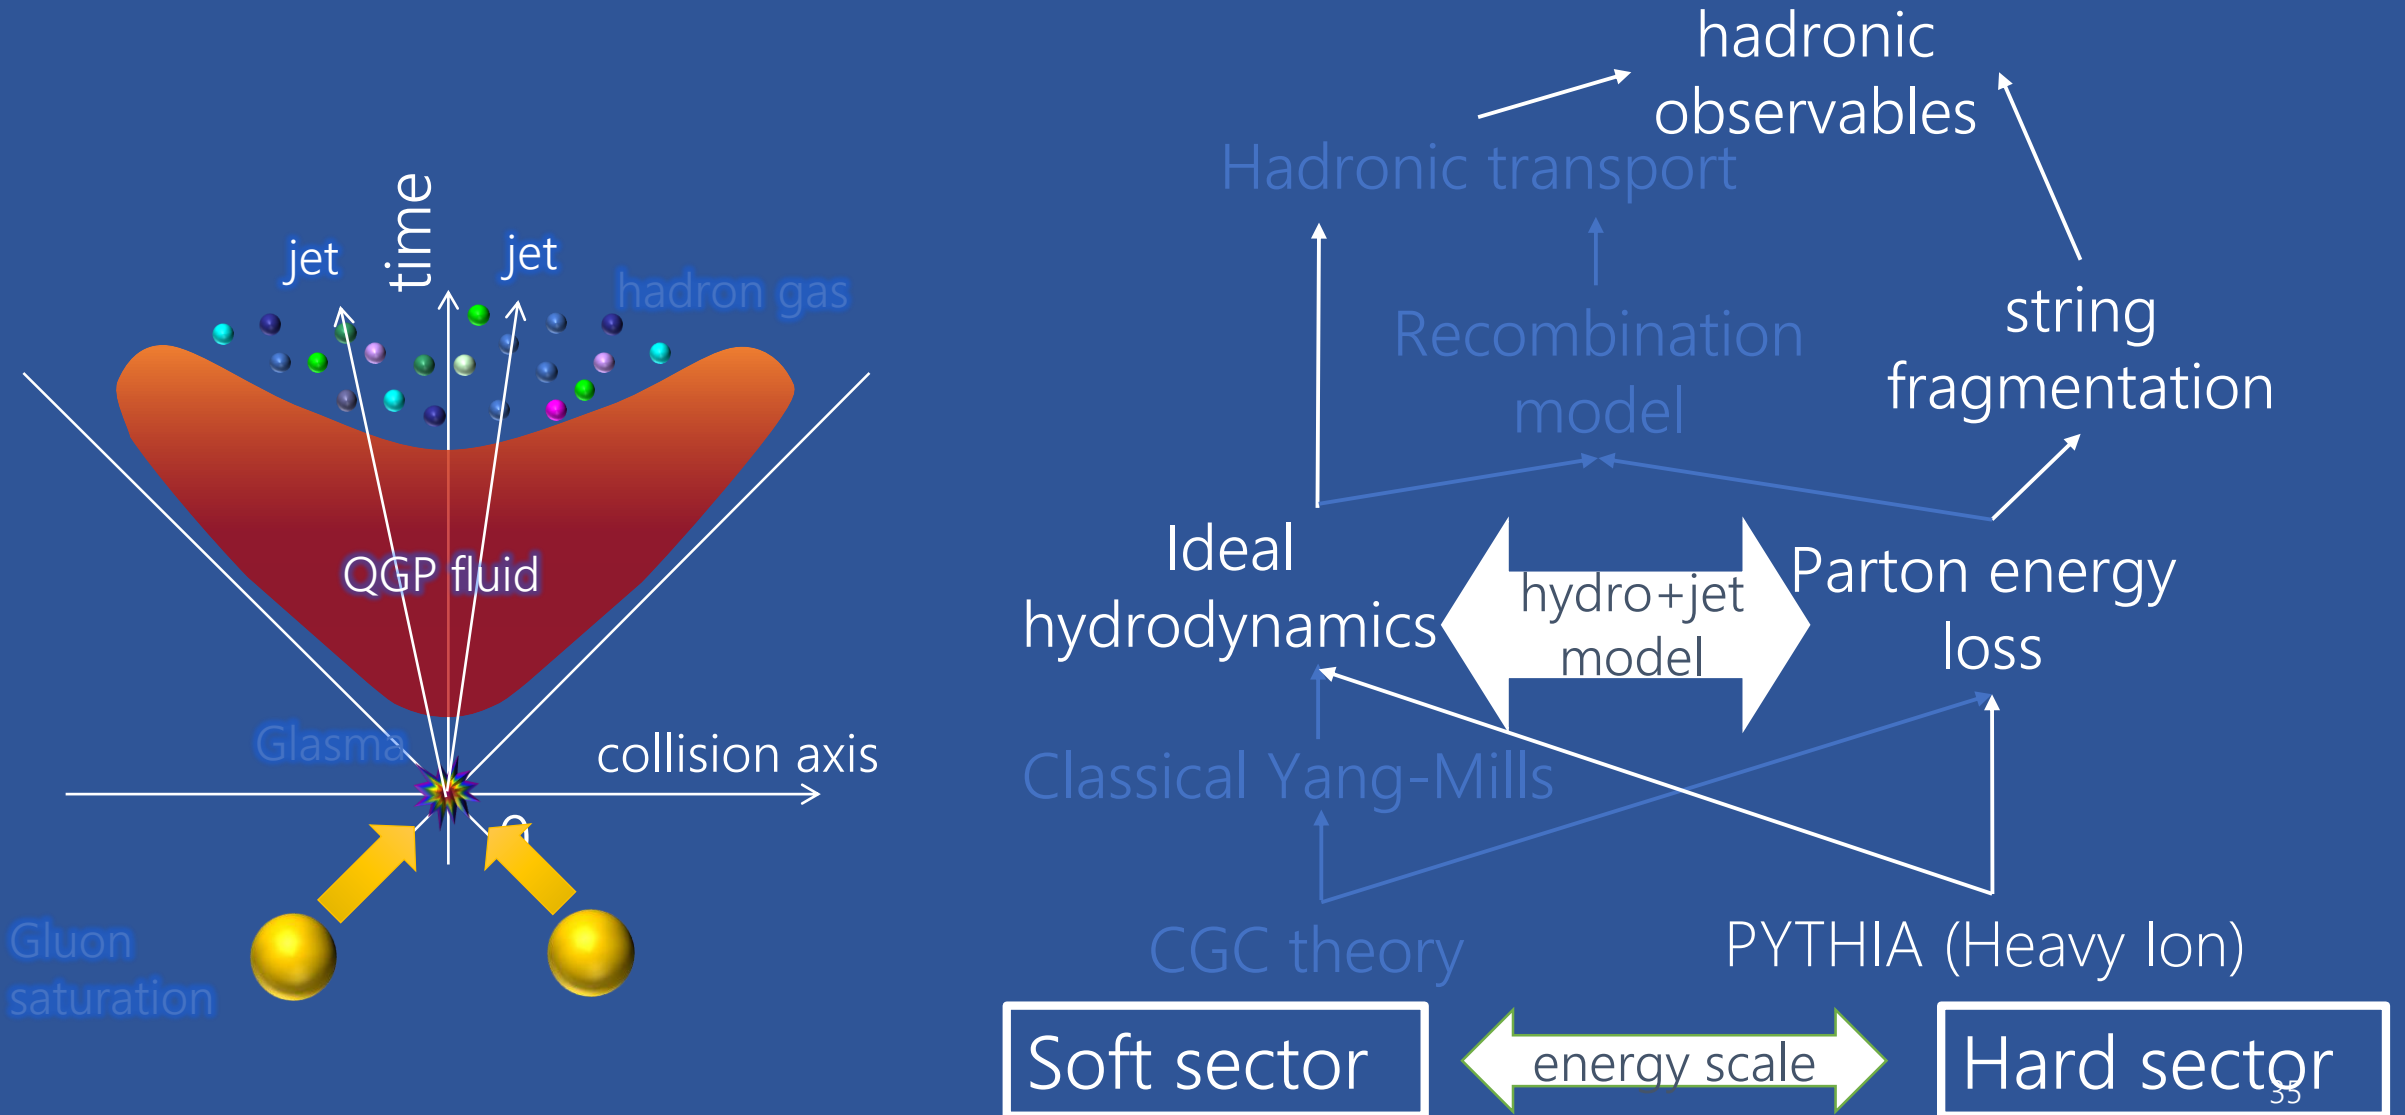 time
jet
jet
hadron gas
QGP fluid
Glasma
collision axis
0
Gluon
saturation
hadronic
observables
Hadronic transport
Recombination
model
string
fragmentation
Ideal
hydrodynamics
hydro+jet
model
Parton energy
loss
Classical Yang-Mills
CGC theory
PYTHIA (Heavy Ion)
Soft sector
energy scale
Hard sector
35